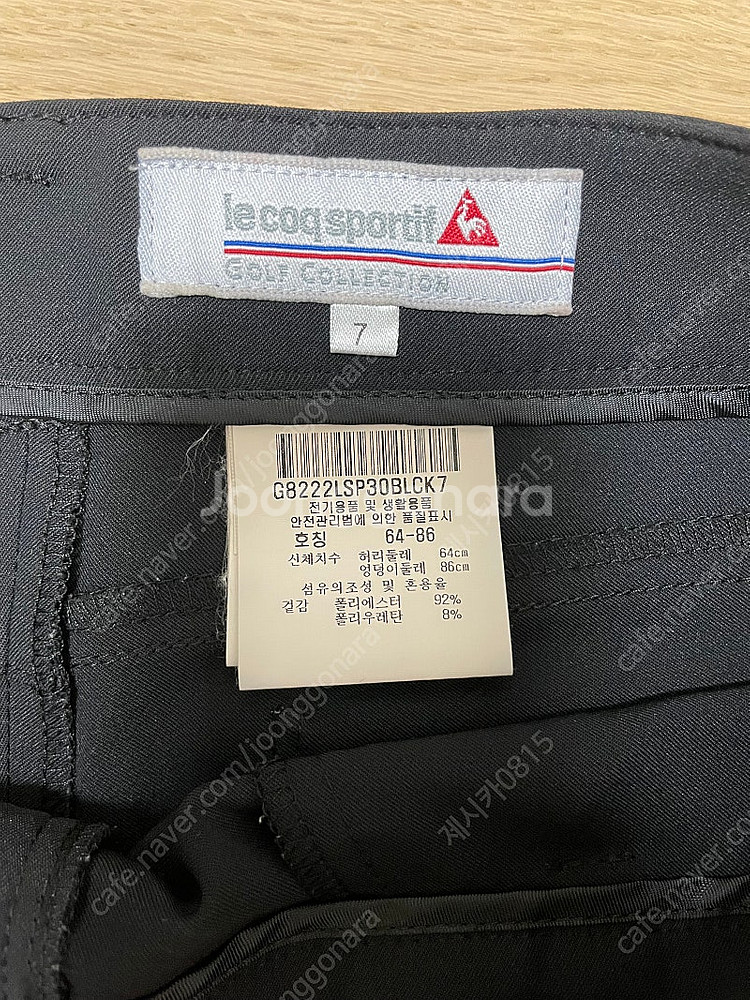 le coq sportif
GOLF COLLECTION
7
G8222LSP30BLCK7
전기용품 및 생활용품
안전관리법에 의한 품질표시
호칭 64-86
신체치수 허리둘레 64cm
엉덩이둘레 86cm
섬유의조성 및 혼용율
겉감 폴리에스터 92%
폴리우레탄 8%
Joonggonara
cafe.naver.com/joonggonara
제시카0815